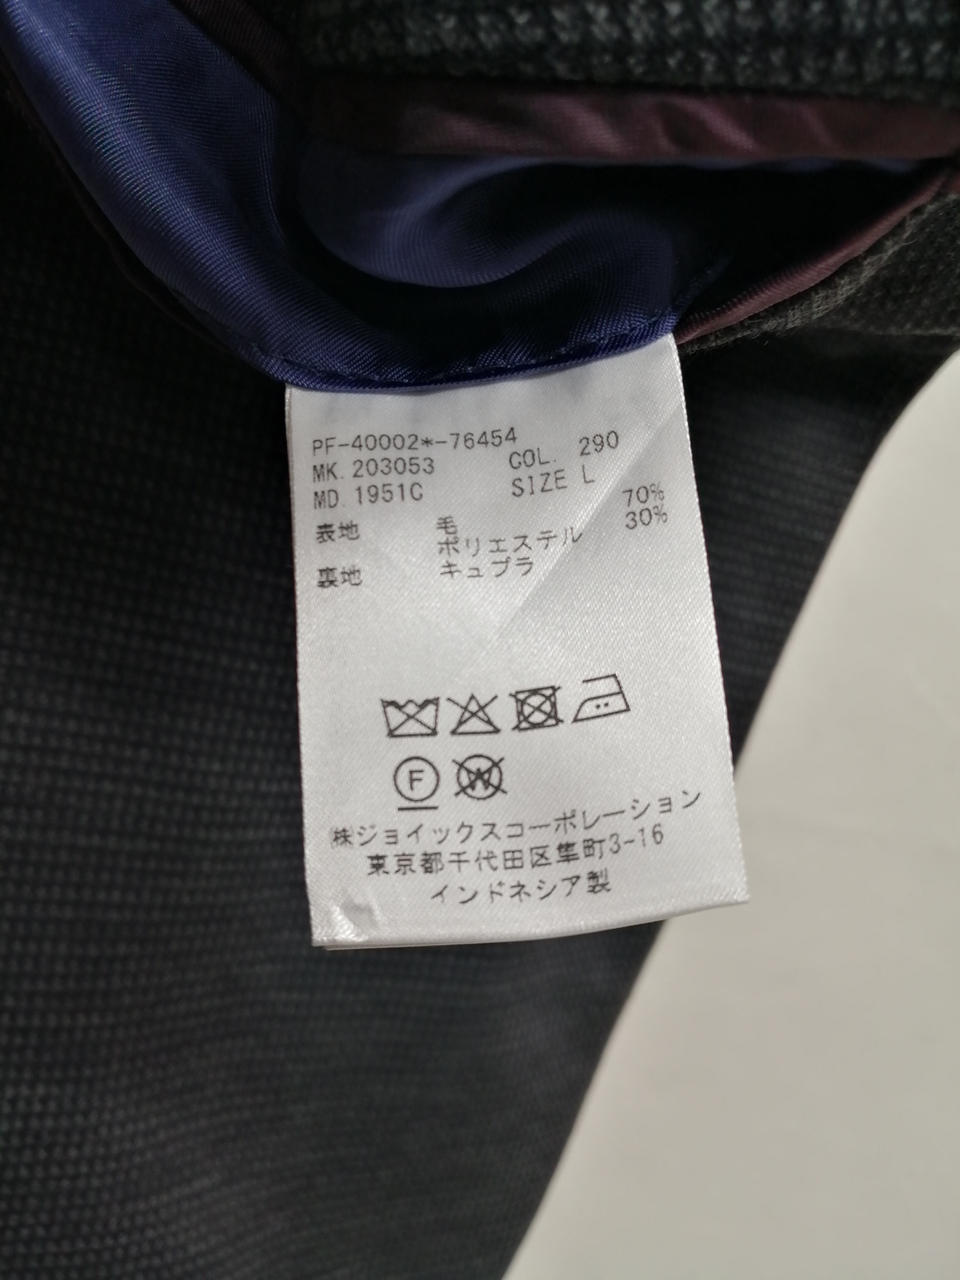 PF-40002*-76454
MK. 203053 COL. 290
MD. 1951C SIZE L
表地 毛 70%
ポリエステル 30%
裏地 キュプラ
F
W
㈱ジョイックスコーポレーション
東京都千代田区隼町3-16
インドネシア製